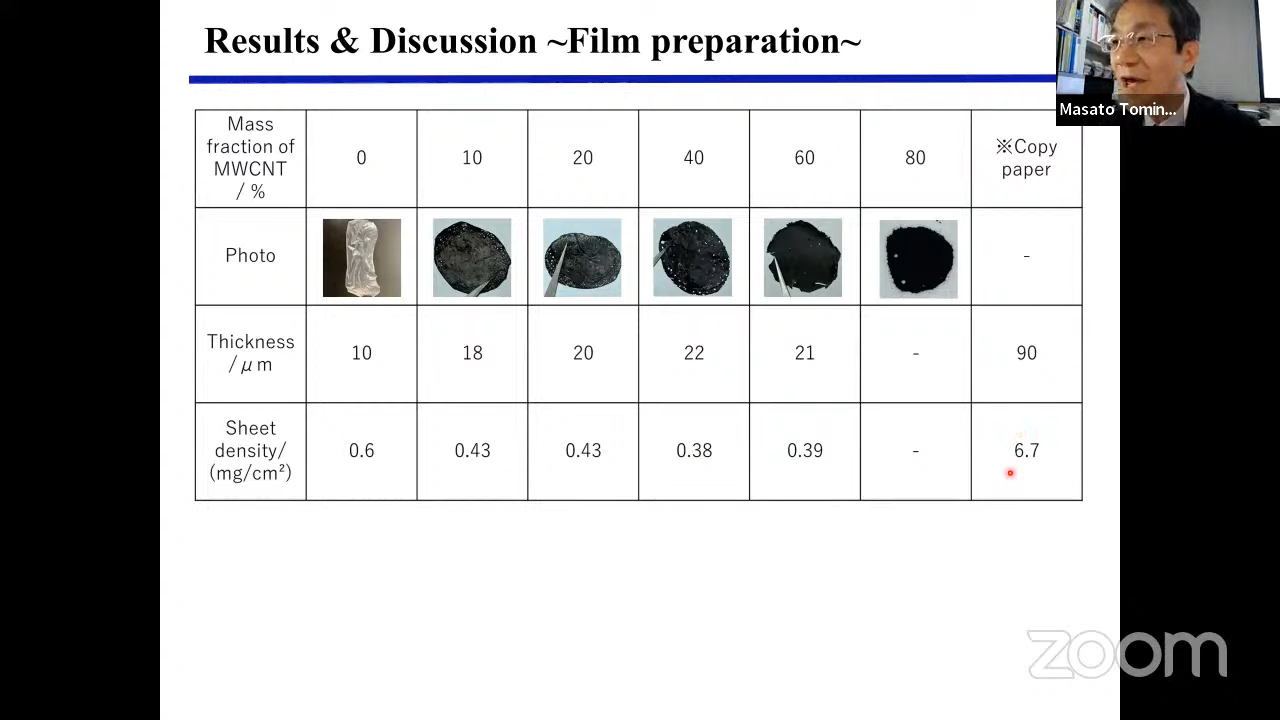 Results & Discussion ~Film preparation~
Masato Tomin...
Mass
fraction of
MWCNT
/ %
0
10
20
40
60
80
※Copy
paper
Photo
-
Thickness
/μm
10
18
20
22
21
-
90
Sheet
density/
(mg/cm²)
0.6
0.43
0.43
0.38
0.39
-
6.7
zoom